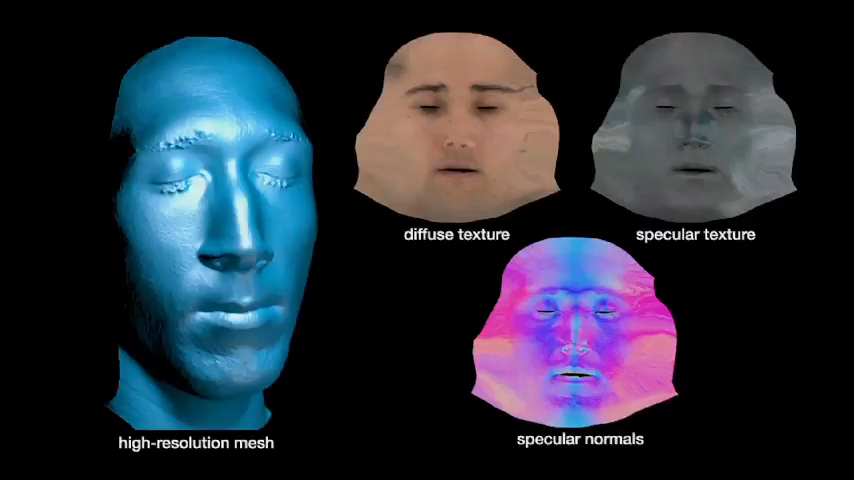 diffuse texture
specular texture
high-resolution mesh
specular normals